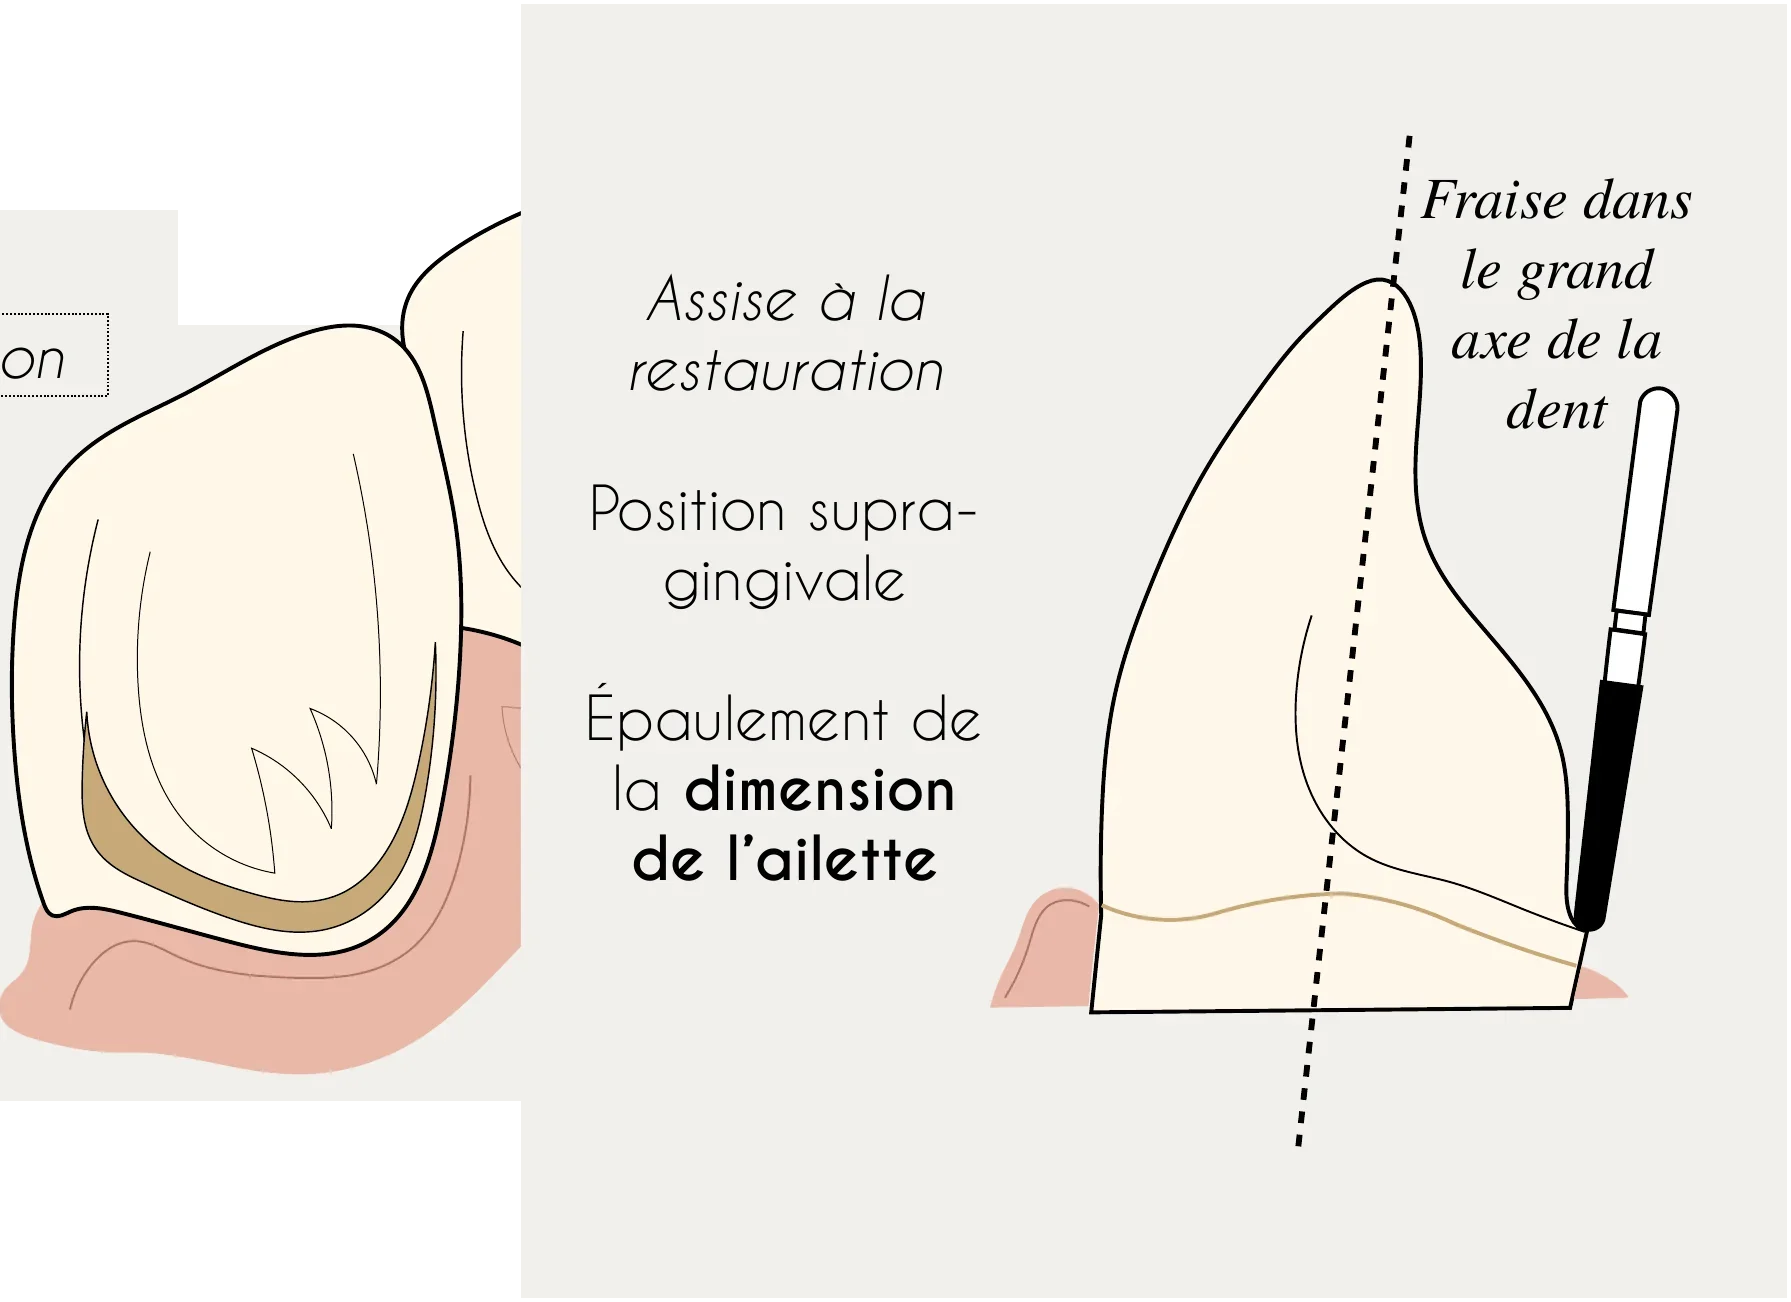 on
Assise à la
restauration
Position supra-
gingivale
Épaulement de
la dimension
de l’ailette
Fraise dans
le grand
axe de la
dent